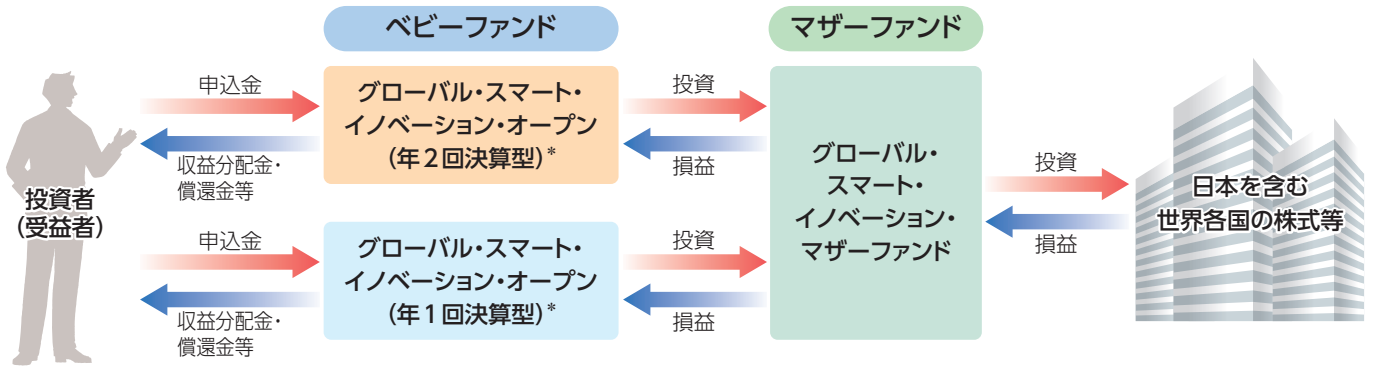 ベビーファンド
マザーファンド
投資者
（受益者）
申込金
収益分配金・
償還金等
グローバル・スマート・
イノベーション・オープン
（年２回決算型）*
投資
損益
申込金
収益分配金・
償還金等
グローバル・スマート・
イノベーション・オープン
（年１回決算型）*
投資
損益
グローバル・
スマート・
イノベーション・
マザーファンド
投資
損益
日本を含む
世界各国の株式等